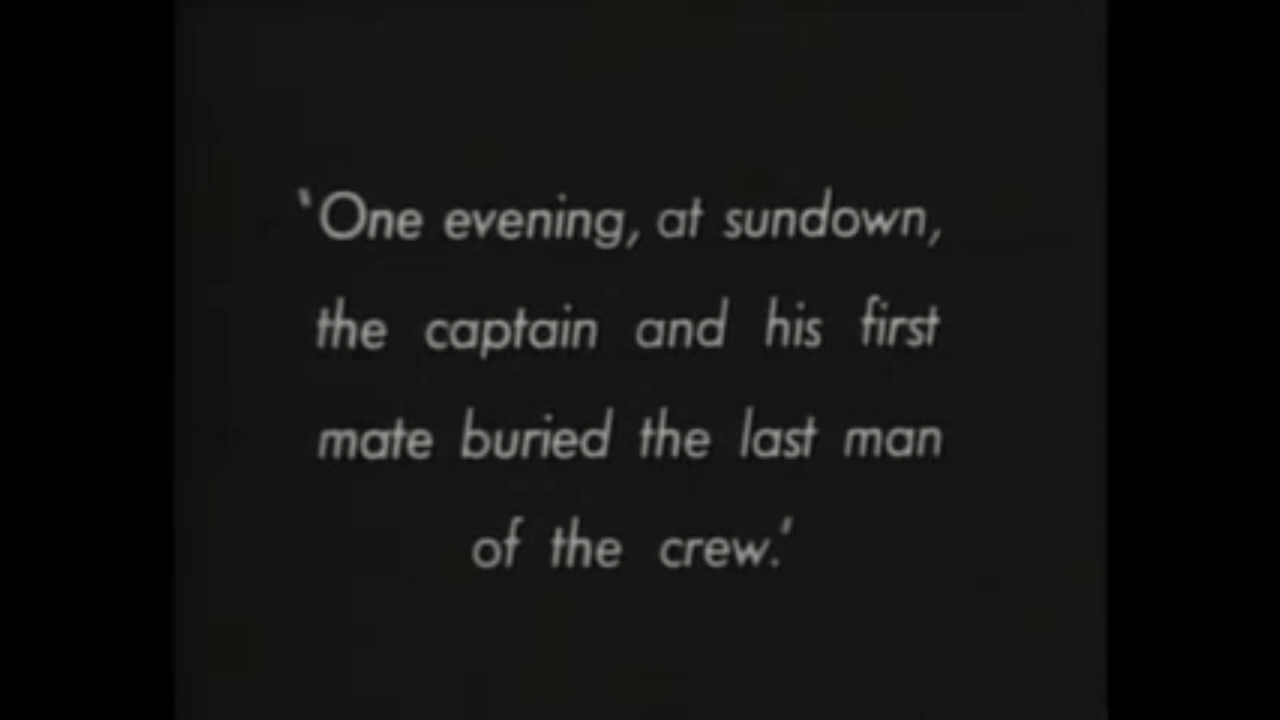 ‛One evening, at sundown,
the captain and his first
mate buried the last man
of the crew.'